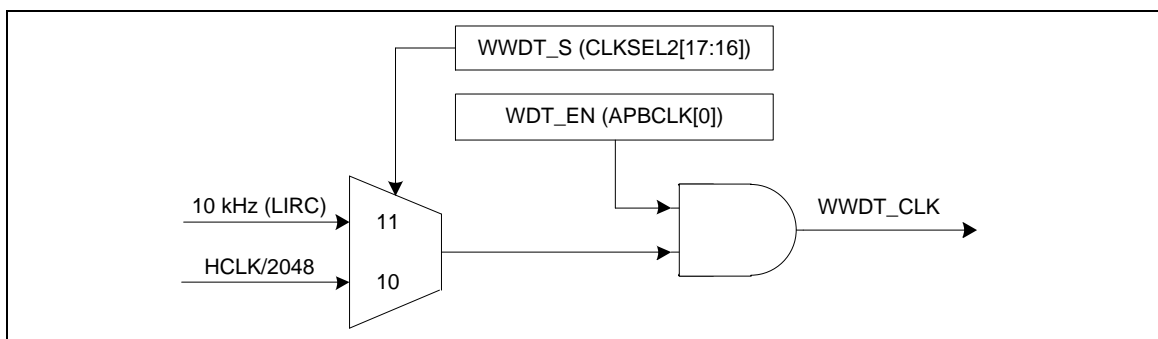 WWDT_S (CLKSEL2[17:16])
WDT_EN (APBCLK[0])
10 kHz (LIRC)
11
WWDT_CLK
HCLK/2048
10